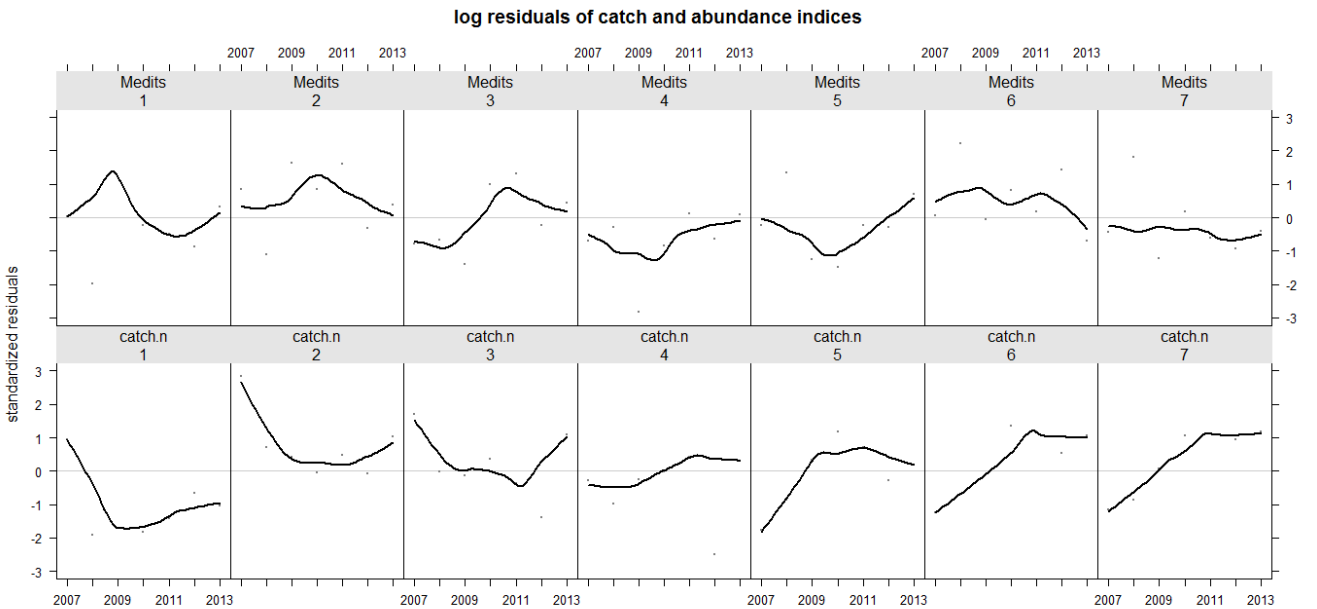 log residuals of catch and abundance indices
2007 2009 2011 2013 2007 2009 2011 2013 2007 2009 2011 2013
Medits Medits Medits Medits Medits Medits Medits
1 2 3 4 5 6 7
3
2
1
0
-1
-2
-3
standardized residuals
catch.n catch.n catch.n catch.n catch.n catch.n catch.n
1 2 3 4 5 6 7
3
2
1
0
-1
-2
-3
2007 2009 2011 2013 2007 2009 2011 2013 2007 2009 2011 2013 2007 2009 2011 2013